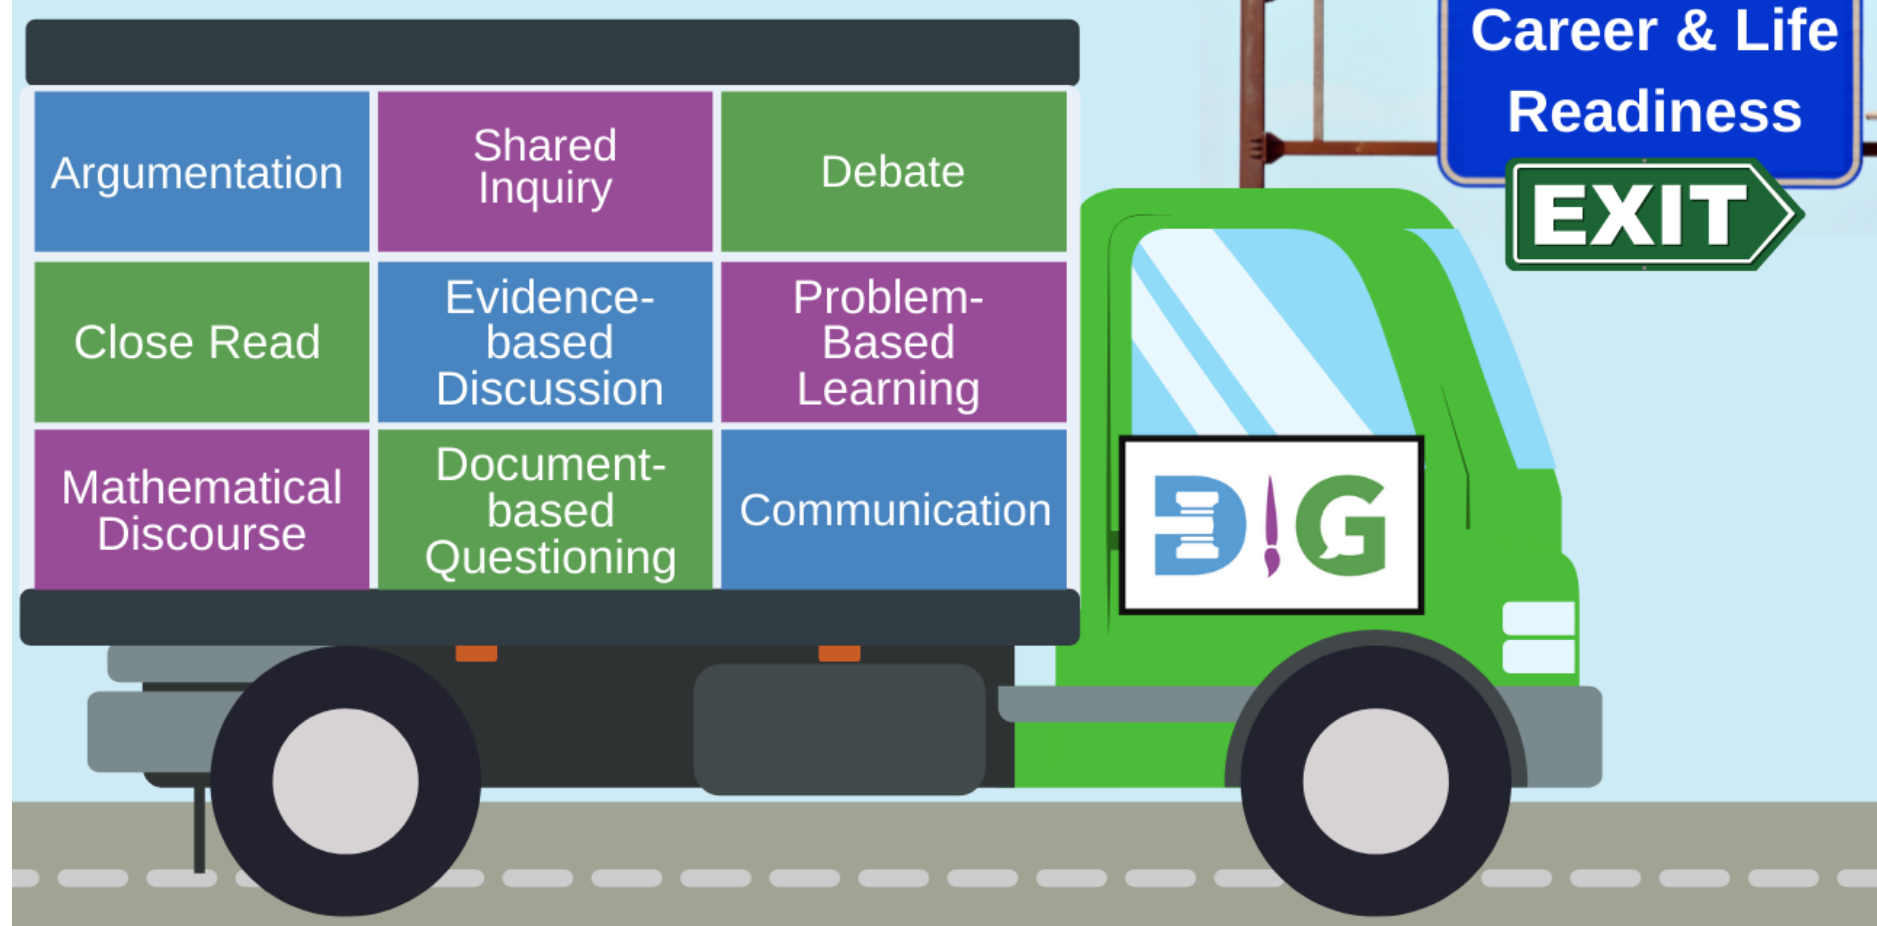 Career & Life
Readiness
EXIT
Argumentation
Shared
Inquiry
Debate
Close Read
Evidence-
based
Discussion
Problem-
Based
Learning
Mathematical
Discourse
Document-
based
Questioning
Communication
DIG